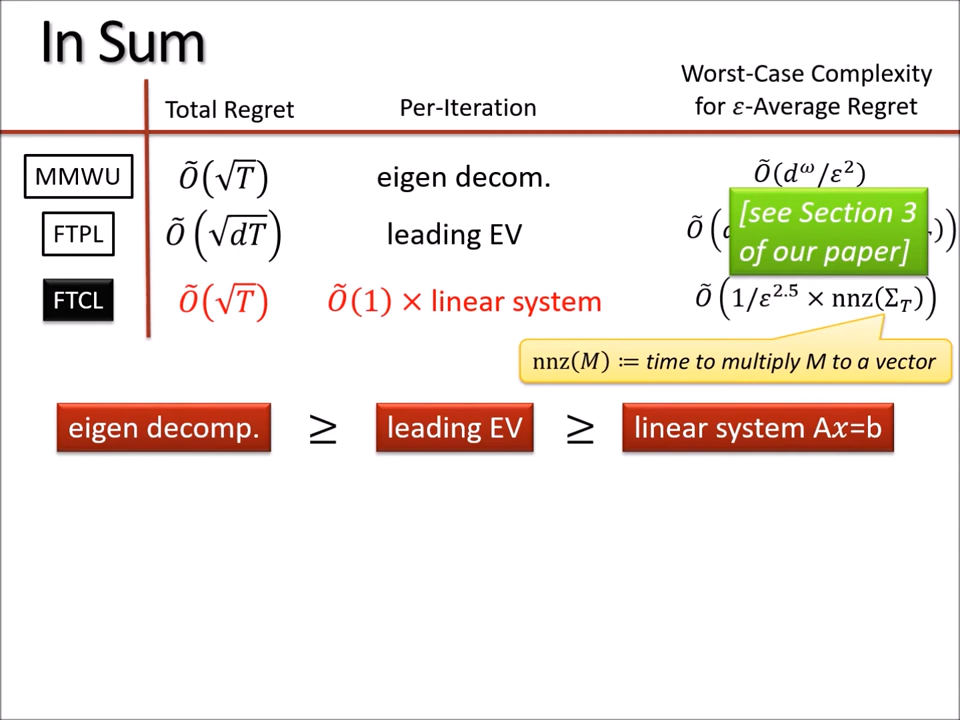 In Sum
Total Regret
Per-Iteration
Worst-Case Complexity
for ε-Average Regret
MMWU
Õ(√T)
eigen decom.
Õ(d^ω/ε²)
FTPL
Õ(√dT)
leading EV
Õ(
[see Section 3
of our paper]
FTCL
Õ(√T)
Õ(1) × linear system
Õ(1/ε^2.5 × nnz(Σ_T))
nnz(M) ≔ time to multiply M to a vector
eigen decomp. ≥ leading EV ≥ linear system Ax=b